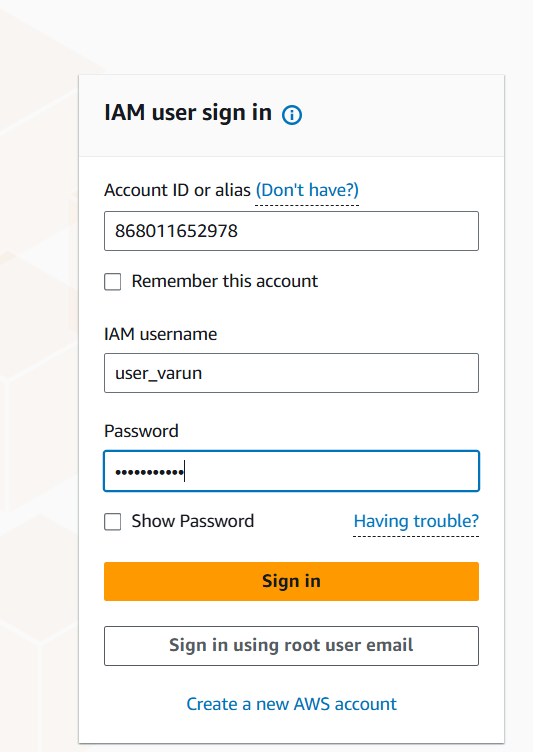 IAM user sign in
Account ID or alias (Don't have?)
868011652978
Remember this account
IAM username
user_varun
Password
•••••••••••
Show Password Having trouble?
Sign in
Sign in using root user email
Create a new AWS account